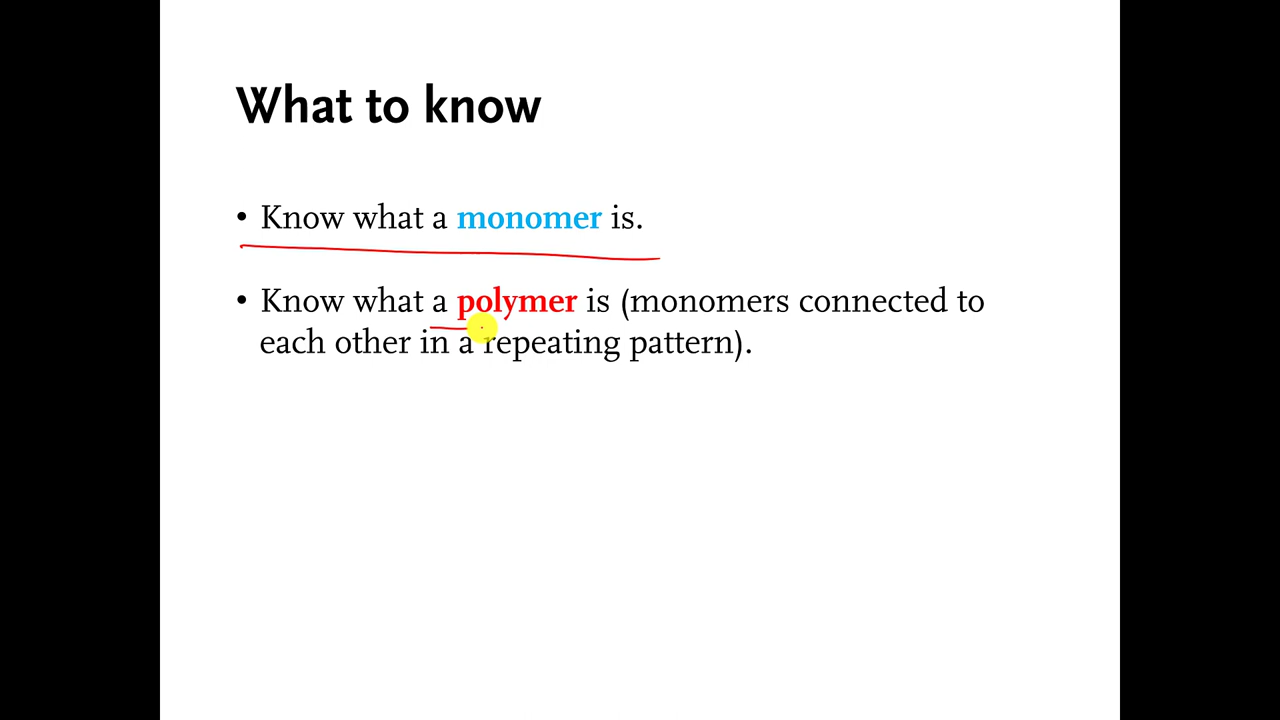 What to know
• Know what a monomer is.
• Know what a polymer is (monomers connected to
each other in a repeating pattern).